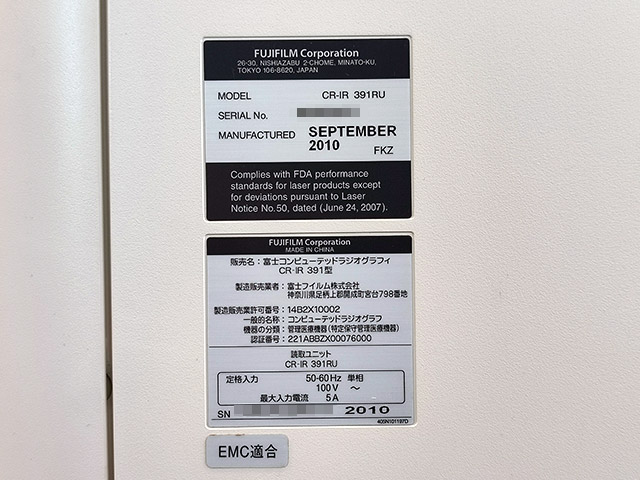 FUJIFILM Corporation
26-30, NISHIAZABU 2-CHOME, MINATO-KU,
TOKYO 106-8620, JAPAN
MODEL CR-IR 391RU
SERIAL No.
MANUFACTURED SEPTEMBER
2010 FKZ
Complies with FDA performance
standards for laser products except
for deviations pursuant to Laser
Notice No.50, dated (June 24, 2007).
FUJIFILM Corporation
MADE IN CHINA
販売名：富士コンピューテッドラジオグラフィ
CR-IR 391型
製造販売業者：富士フイルム株式会社
神奈川県足柄上郡開成町宮台798番地
製造販売業許可番号：14B2X10002
一般的名称：コンピューテッドラジオグラフ
機器の分類：管理医療機器（特定保守管理医療機器）
認証番号：221ABBZX00076000
読取ユニット
CR-IR 391RU
定格入力 50-60Hz 単相
100V ～
最大入力電流 5A
SN 2010
405N101197D
EMC適合